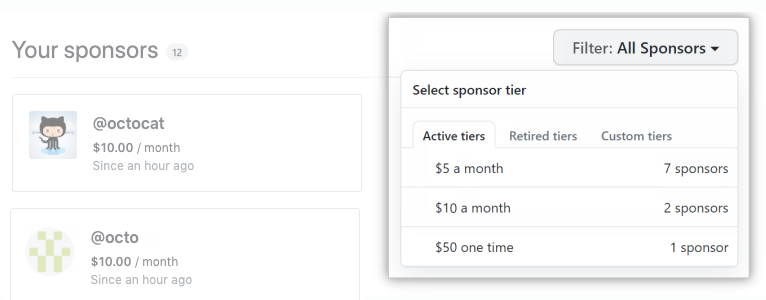 Your sponsors 12
@octocat
$10.00 / month
Since an hour ago
@octo
$10.00 / month
Since an hour ago
Filter: All Sponsors
Select sponsor tier
Active tiers Retired tiers Custom tiers
$5 a month 7 sponsors
$10 a month 2 sponsors
$50 one time 1 sponsor